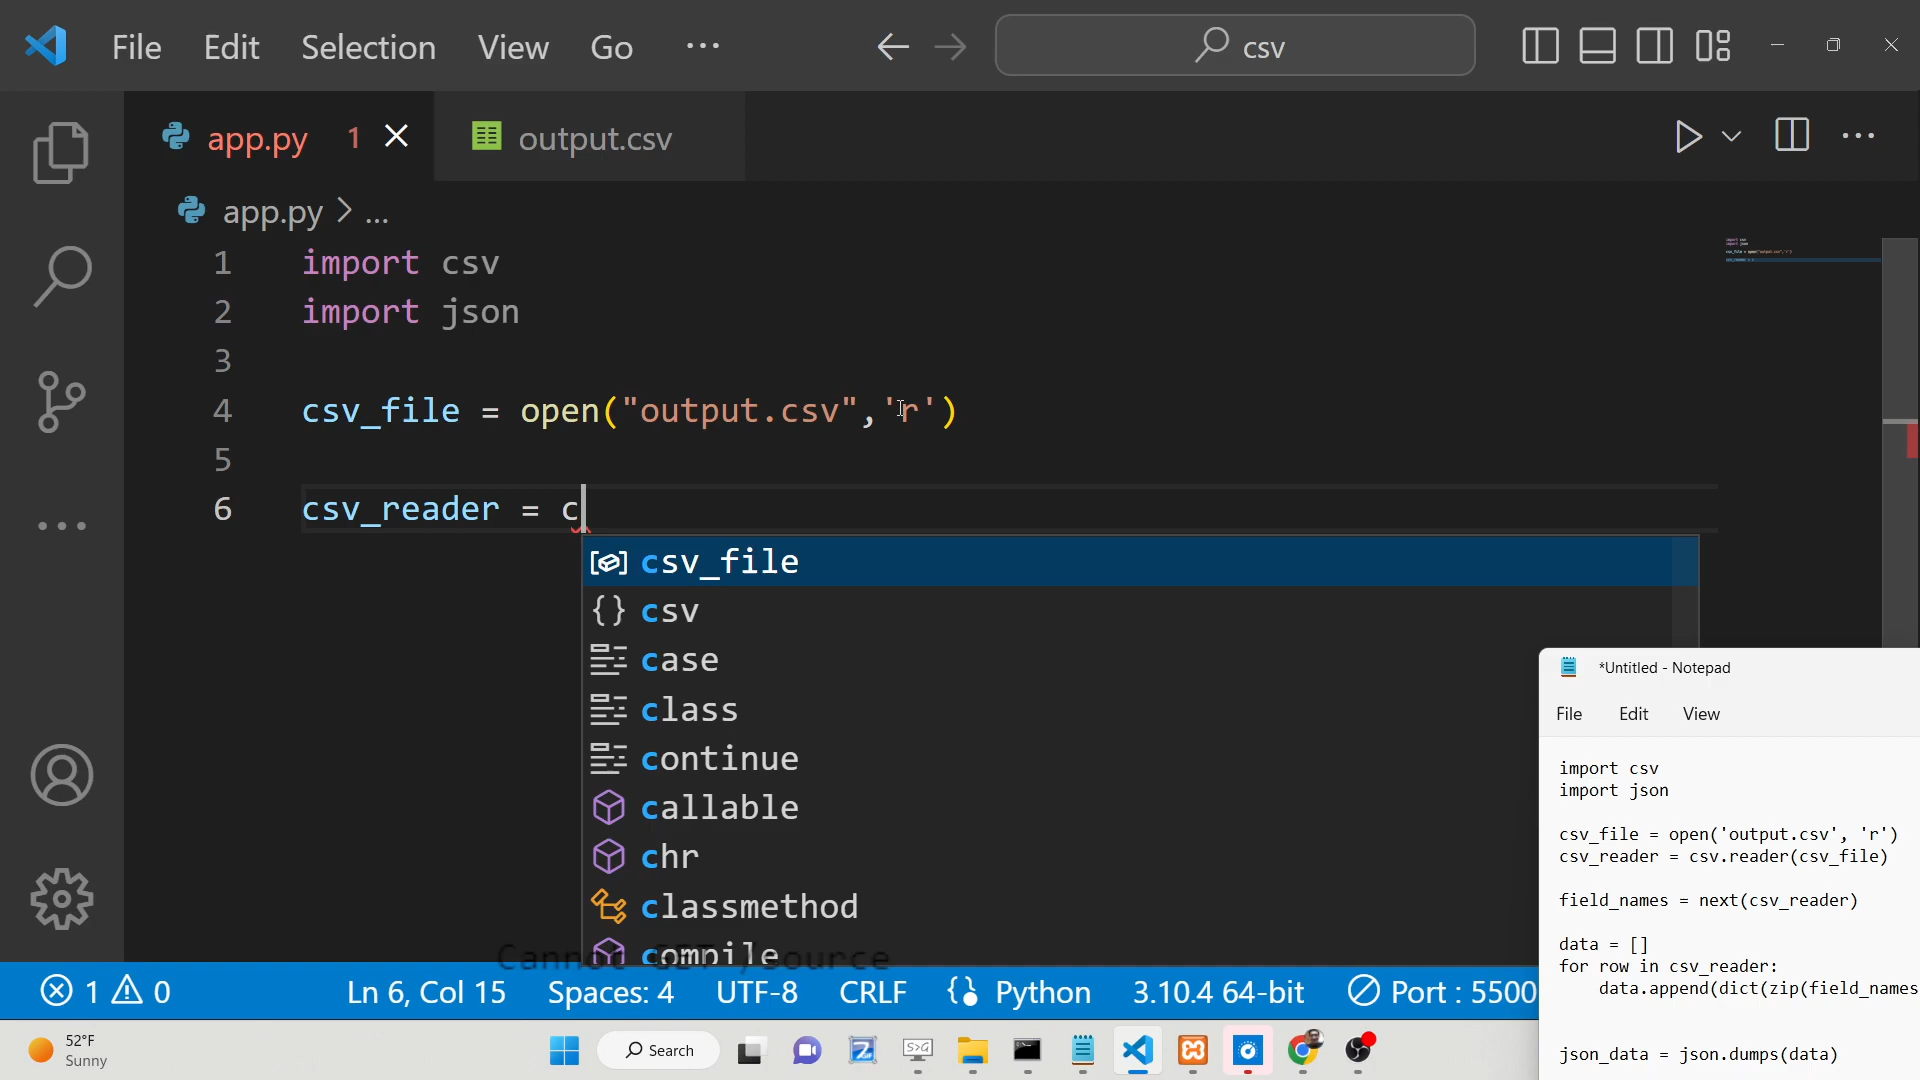 File Edit Selection View Go ... csv
app.py 1 output.csv
app.py > ...
1 import csv
2 import json
3
4 csv_file = open("output.csv",'r')
5
6 csv_reader = c
csv_file
csv
case
class
continue
callable
chr
classmethod
compile
Cannot GET /source
*Untitled - Notepad
File Edit View
import csv
import json
csv_file = open('output.csv', 'r')
csv_reader = csv.reader(csv_file)
field_names = next(csv_reader)
data = []
for row in csv_reader:
data.append(dict(zip(field_names
json_data = json.dumps(data)
1 0 Ln 6, Col 15 Spaces: 4 UTF-8 CRLF Python 3.10.4 64-bit Port : 5500
52°F
Sunny
Search